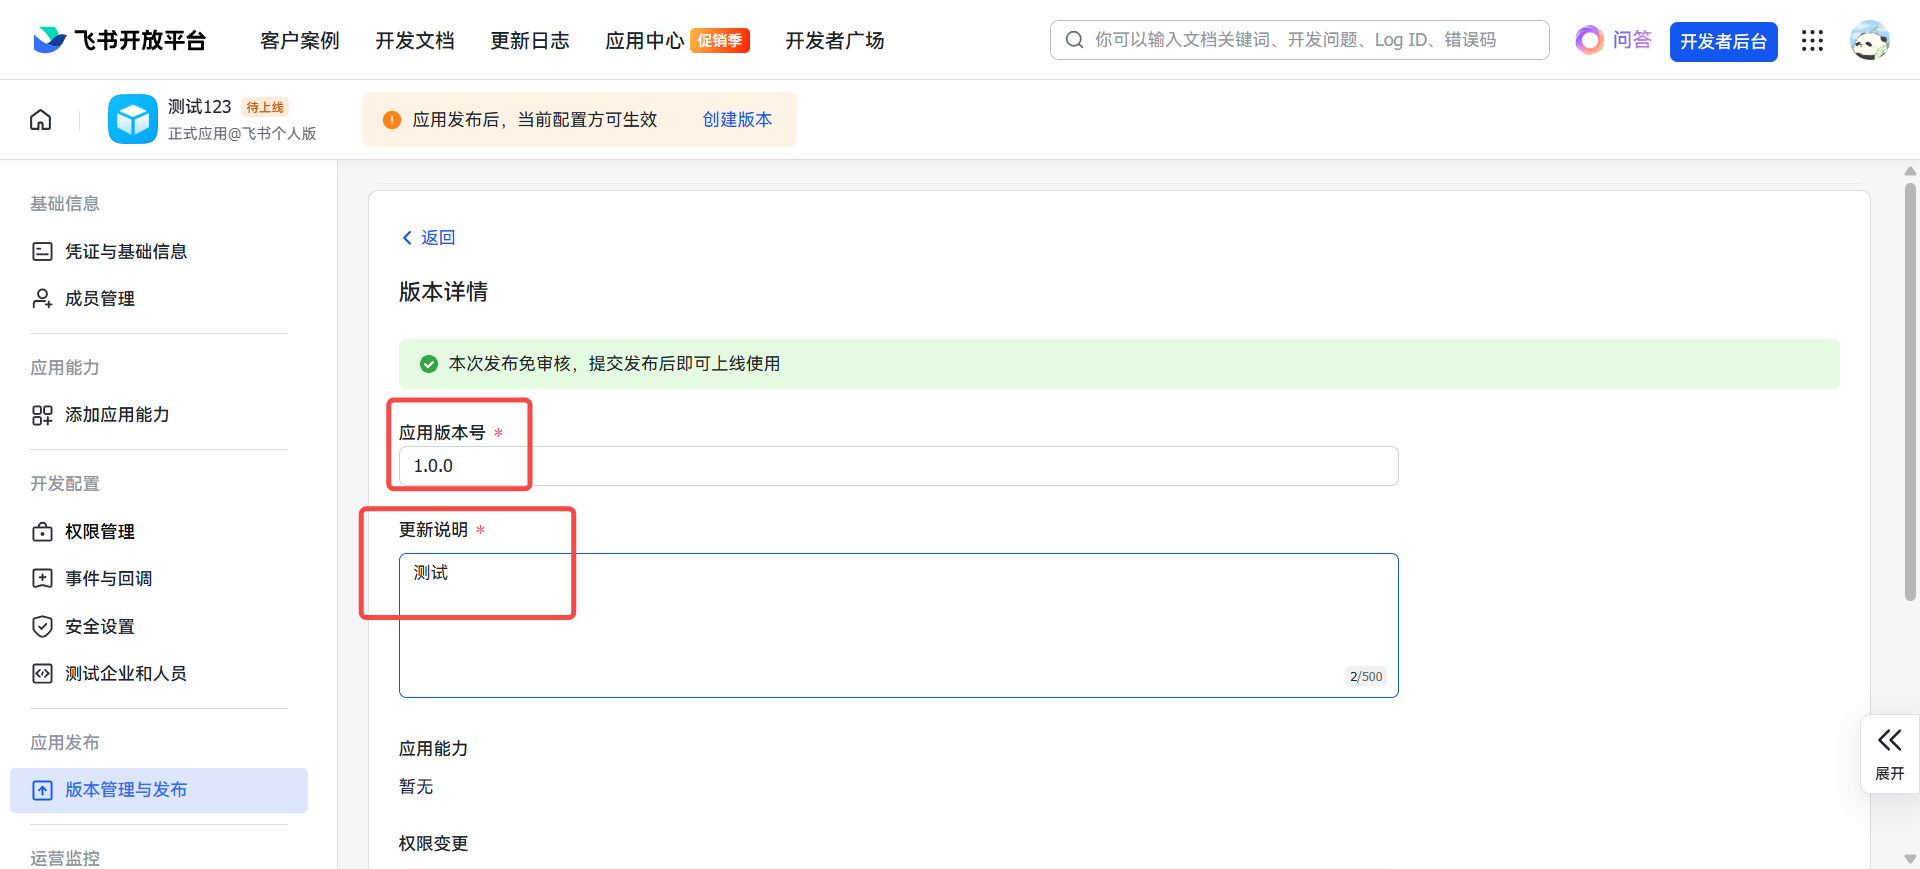 飞书开放平台
客户案例
开发文档
更新日志
应用中心 促销季
开发者广场
你可以输入文档关键词、开发问题、Log ID、错误码
问答
开发者后台
测试123 待上线
正式应用@飞书个人版
应用发布后，当前配置方可生效 创建版本
基础信息
凭证与基础信息
成员管理
应用能力
添加应用能力
开发配置
权限管理
事件与回调
安全设置
测试企业和人员
应用发布
版本管理与发布
运营监控
返回
版本详情
本次发布免审核，提交发布后即可上线使用
应用版本号 *
1.0.0
更新说明 *
测试
2/500
应用能力
暂无
权限变更
展开